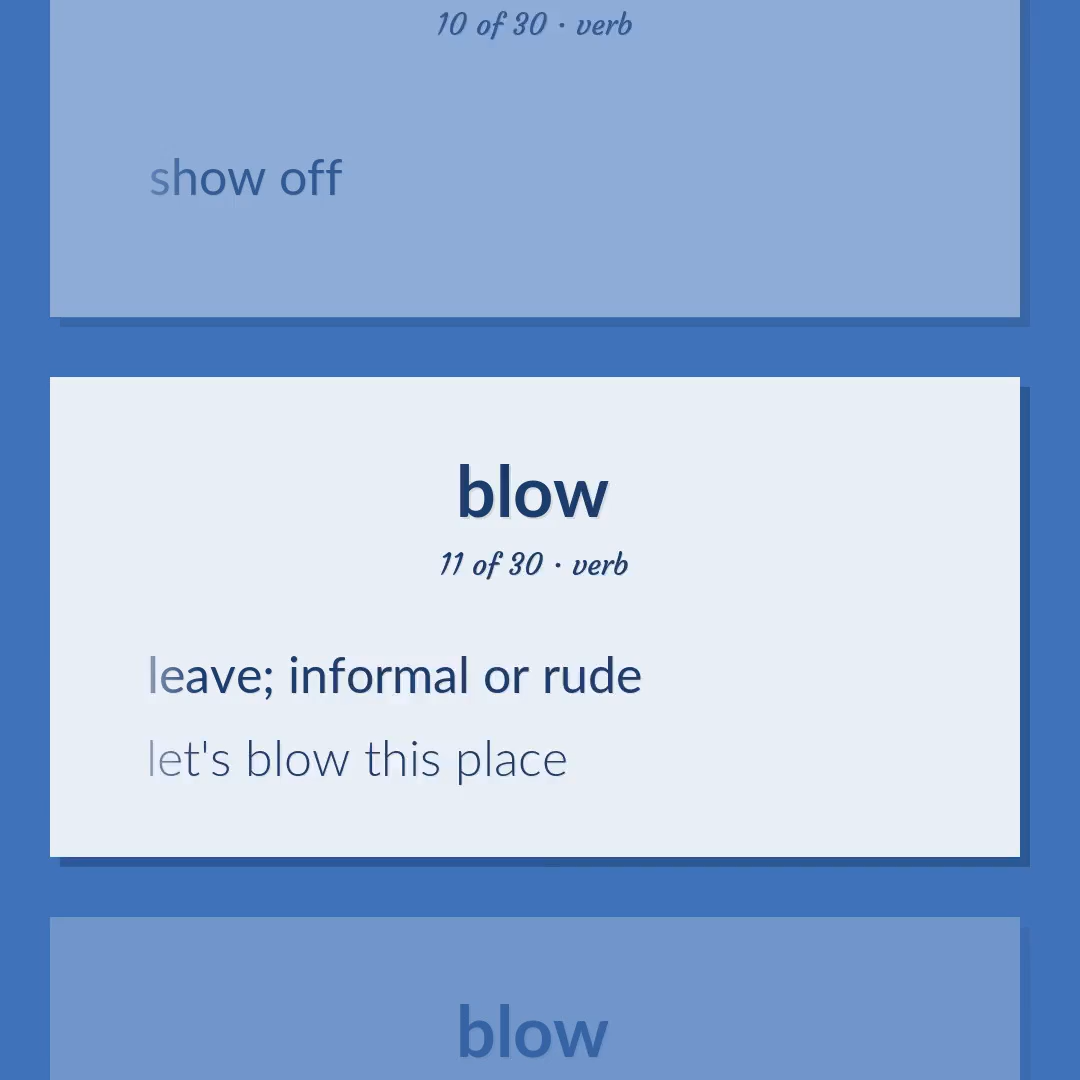 10 of 30 · verb
show off
blow
11 of 30 · verb
leave; informal or rude
let's blow this place
blow